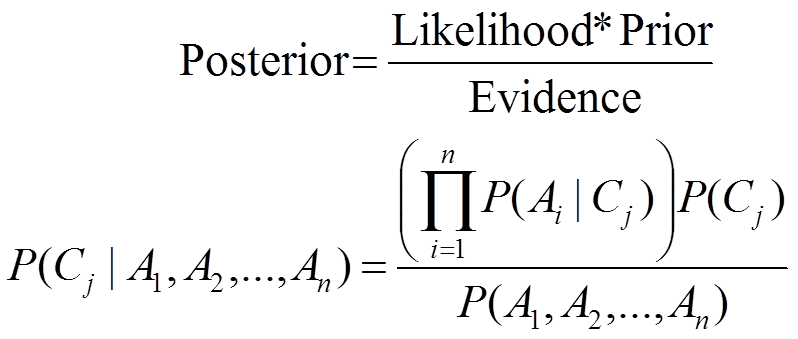 Posterior = Likelihood* Prior / Evidence
P(C_j | A_1, A_2, ..., A_n) = (∏_{i=1}^{n} P(A_i | C_j)) P(C_j) / P(A_1, A_2, ..., A_n)